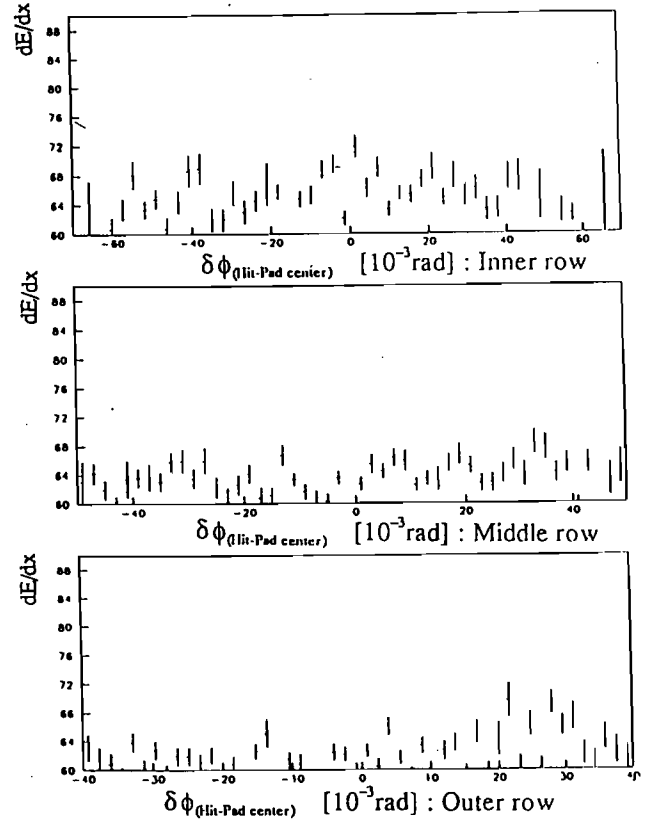 dE/dx
88
84
80
76
72
68
64
60
−60 −40 −20 0 20 40 60
δϕ(Hit-Pad center) [10⁻³rad] : Inner row
dE/dx
88
84
80
76
72
68
64
60
−40 −20 0 20 40
δϕ(Hit-Pad center) [10⁻³rad] : Middle row
dE/dx
88
84
80
76
72
66
64
60
−40 −30 −20 −10 0 10 20 30
δϕ(Hit-Pad center) [10⁻³rad] : Outer row